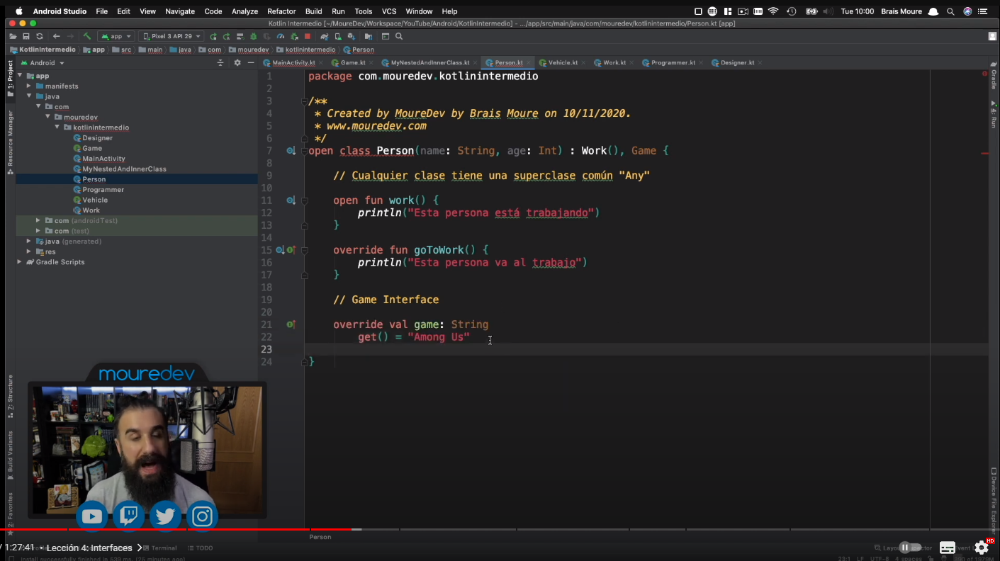 Android Studio File Edit View Navigate Code Analyze Refactor Build Run Tools VCS Window Help Tue 10:00 Brais Moure
Kotlin Intermedio [~/MoureDev/Workspace/YouTube/Android/KotlinIntermedio] - .../app/src/main/java/com/mouredev/kotlinintermedio/Person.kt [app]
app Pixel 3 API 29
KotlinIntermedio app src main java com mouredev kotlinintermedio Person
Android MainActivity.kt Game.kt MyNestedAndInnerClass.kt Person.kt Vehicle.kt Work.kt Programmer.kt Designer.kt
1: Project
Resource Manager
7: Structure
Build Variants
2: Favorites
app
manifests
java
com
mouredev
kotlinintermedio
Designer
Game
MainActivity
MyNestedAndInnerClass
Person
Programmer
Vehicle
Work
com (androidTest)
com (test)
java (generated)
res
Gradle Scripts
1 package com.mouredev.kotlinintermedio
2
3 /**
4 * Created by MoureDev by Brais Moure on 10/11/2020.
5 * www.mouredev.com
6 */
7 open class Person(name: String, age: Int) : Work(), Game {
8
9 // Cualquier clase tiene una superclase común "Any"
10
11 open fun work() {
12 println("Esta persona está trabajando")
13 }
14
15 override fun goToWork() {
16 println("Esta persona va al trabajo")
17 }
18
19 // Game Interface
20
21 override val game: String
22 get() = "Among Us"
23
24 }
Gradle
4: Run
Device File Explorer
mouredev
Person
/ 1:27:41 • Lección 4: Interfaces
Terminal TODO
HD
Install successfully finished in 539 ms. (25 minutes ago)
23:1 LF UTF-8 4 spaces